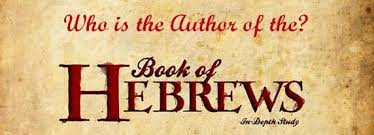 Who is the Author of the?
Book of
HEBREWS
In-Depth Study